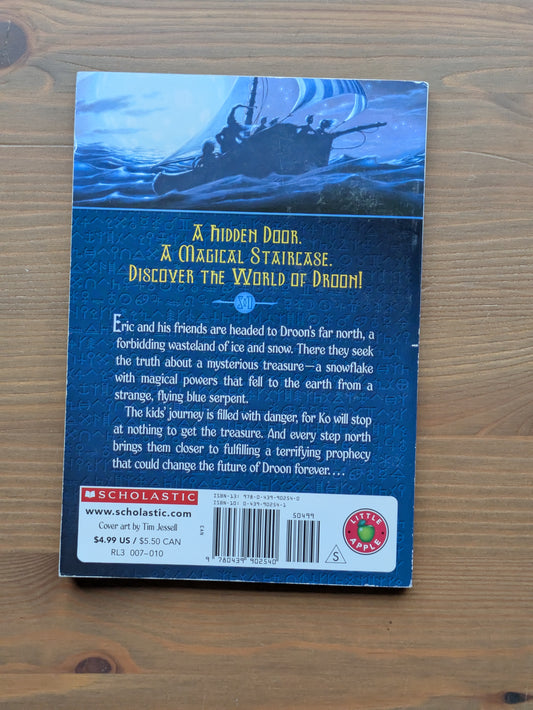 A Hidden Door.
A Magical Staircase.
Discover the World of Droon!
Eric and his friends are headed to Droon's far north, a
forbidding wasteland of ice and snow. There they seek
the truth about a mysterious treasure—a snowflake
with magical powers that fell to the earth from a
strange, flying blue serpent.
The kids' journey is filled with danger, for Ko will stop
at nothing to get the treasure. And every step north
brings them closer to fulfilling a terrifying prophecy
that could change the future of Droon forever. . . .
SCHOLASTIC
www.scholastic.com
Cover art by Tim Jessell
$4.99 US / $5.50 CAN
RL3 007–010
ISBN-13: 978-0-439-90254-0
ISBN-10: 0-439-90254-1
50499
9 780439 902540
S
LITTLE
APPLE